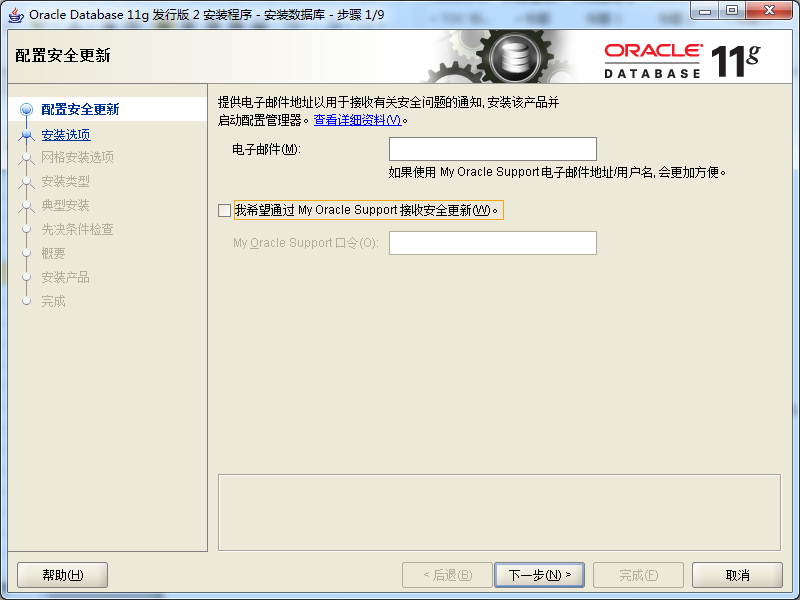 Oracle Database 11g 发行版 2 安装程序 - 安装数据库 - 步骤 1/9
配置安全更新
ORACLE
DATABASE
11g
配置安全更新
安装选项
网格安装选项
安装类型
典型安装
先决条件检查
概要
安装产品
完成
提供电子邮件地址以用于接收有关安全问题的通知, 安装该产品并
启动配置管理器。查看详细资料(V)。
电子邮件(M):
如果使用 My Oracle Support 电子邮件地址/用户名, 会更加方便。
我希望通过 My Oracle Support 接收安全更新(W)。
My Oracle Support 口令(O):
帮助(H)
< 后退(B)
下一步(N) >
完成(F)
取消